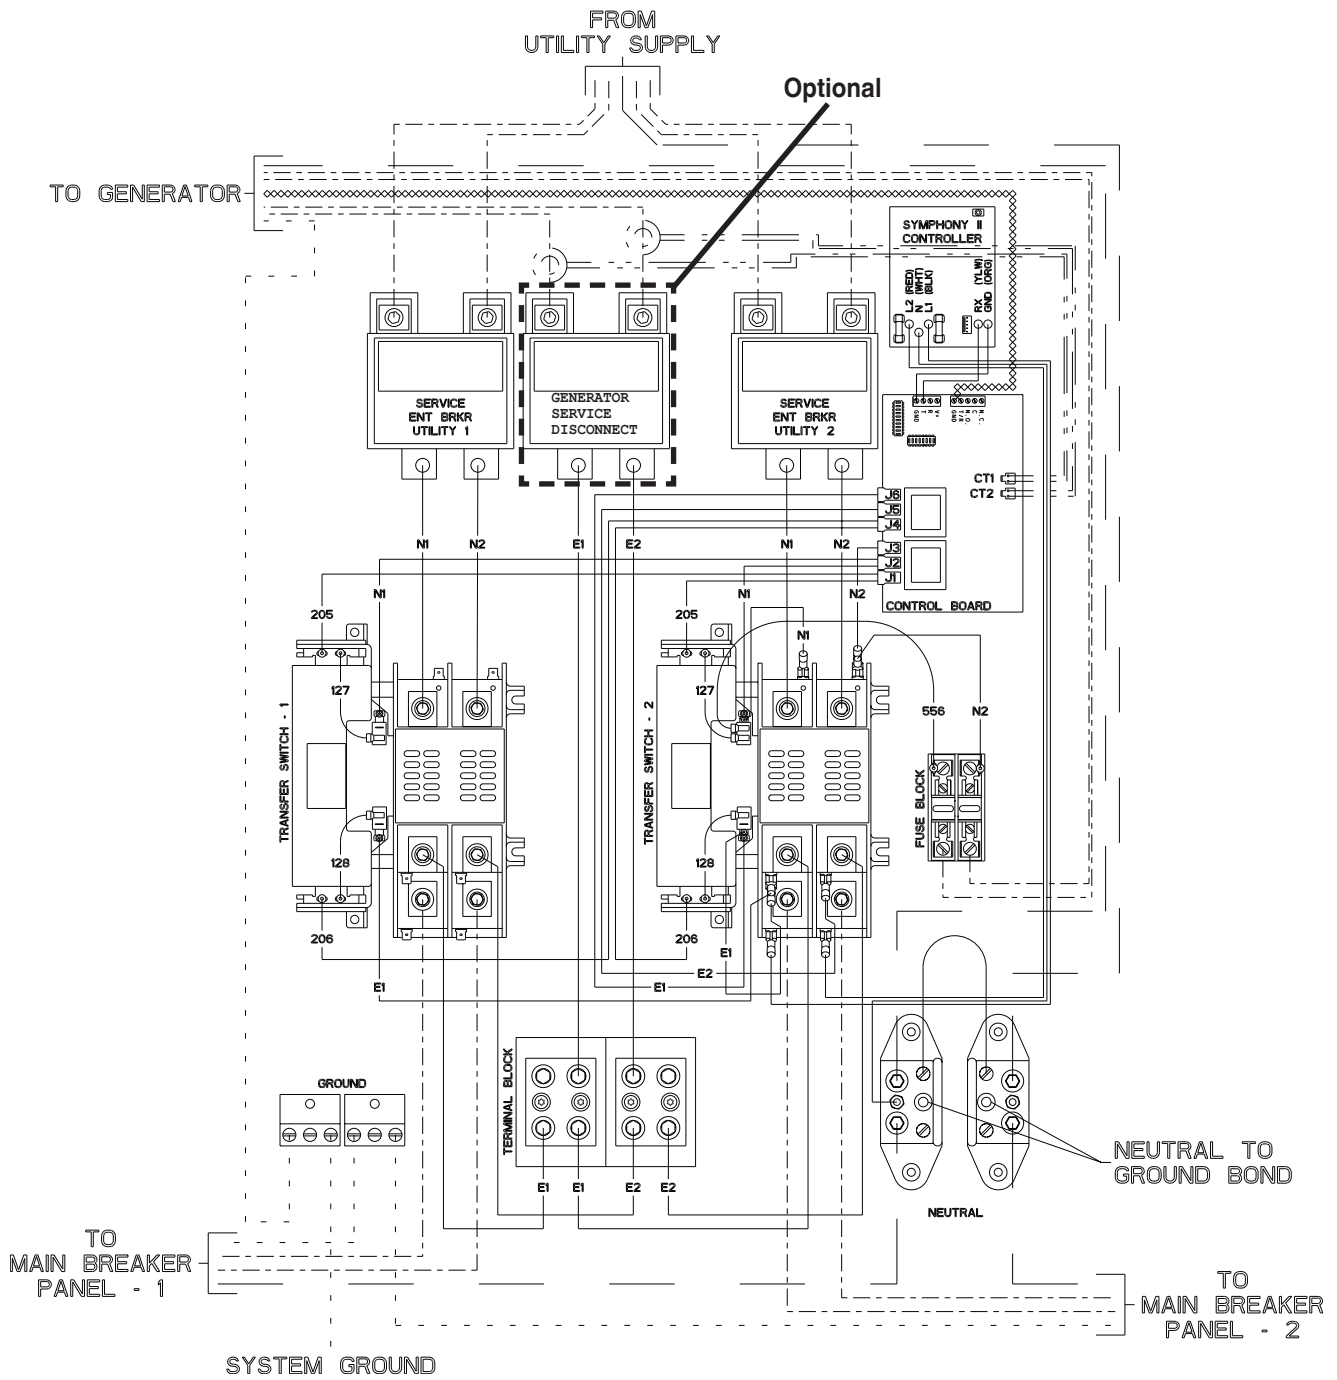 FROM
UTILITY SUPPLY
Optional
TO GENERATOR
SYMPHONY II
CONTROLLER
L2 (RED)
N (WHT)
L1 (BLK)
RX (YLW)
GND (ORG)
SERVICE
ENT BRKR
UTILITY 1
GENERATOR
SERVICE
DISCONNECT
SERVICE
ENT BRKR
UTILITY 2
GND
T
R
V+
GND
T/R
N.O.
C
N.C.
CT1
CT2
J6
J5
J4
J3
J2
J1
CONTROL BOARD
N1
N2
E1
E2
N1
N2
N1
N1
N2
205
205
N1
127
127
TRANSFER SWITCH - 1
TRANSFER SWITCH - 2
556
N2
FUSE BLOCK
128
128
206
206
E1
E2
E1
E1
TERMINAL BLOCK
GROUND
E1
E1
E2
E2
NEUTRAL TO
GROUND BOND
NEUTRAL
TO
MAIN BREAKER
PANEL - 1
TO
MAIN BREAKER
PANEL - 2
SYSTEM GROUND